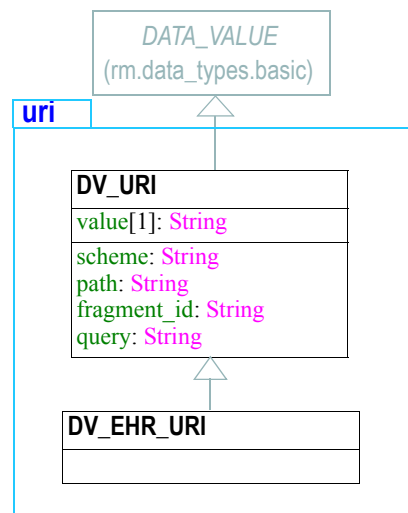 DATA_VALUE
(rm.data_types.basic)
uri
DV_URI
value[1]: String
scheme: String
path: String
fragment_id: String
query: String
DV_EHR_URI